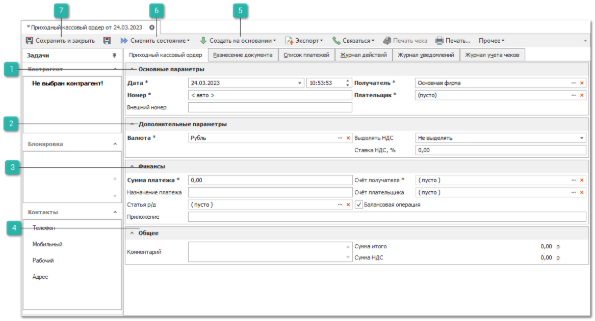 7 6 5
*Приходный кассовый ордер от 24.03.2023
Сохранить и закрыть Сменить состояние Создать на основании Экспорт Связаться Печать чека Печать... Прочее
Задачи
Приходный кассовый ордер Разнесение документа Список платежей Журнал действий Журнал уведомлений Журнал учета чеков
1
Контрагент
Основные параметры
Не выбран контрагент!
Дата * 24.03.2023 10:53:53 Получатель * Основная фирма
Номер * < авто > Плательщик * (пусто)
Внешний номер
2
Дополнительные параметры
Блокировка
Валюта * Рубль Выделять НДС Не выделять
Ставка НДС, % 0,00
3
Финансы
Сумма платежа * 0,00 Счёт получателя * ( пусто )
Назначение платежа Счёт плательщика ( пусто )
Статья р/д ( пусто ) Балансовая операция
Контакты
Приложение
4
Телефон
Общее
Мобильный
Комментарий Сумма итого 0,00 р
Рабочий
Сумма НДС 0,00 р
Адрес